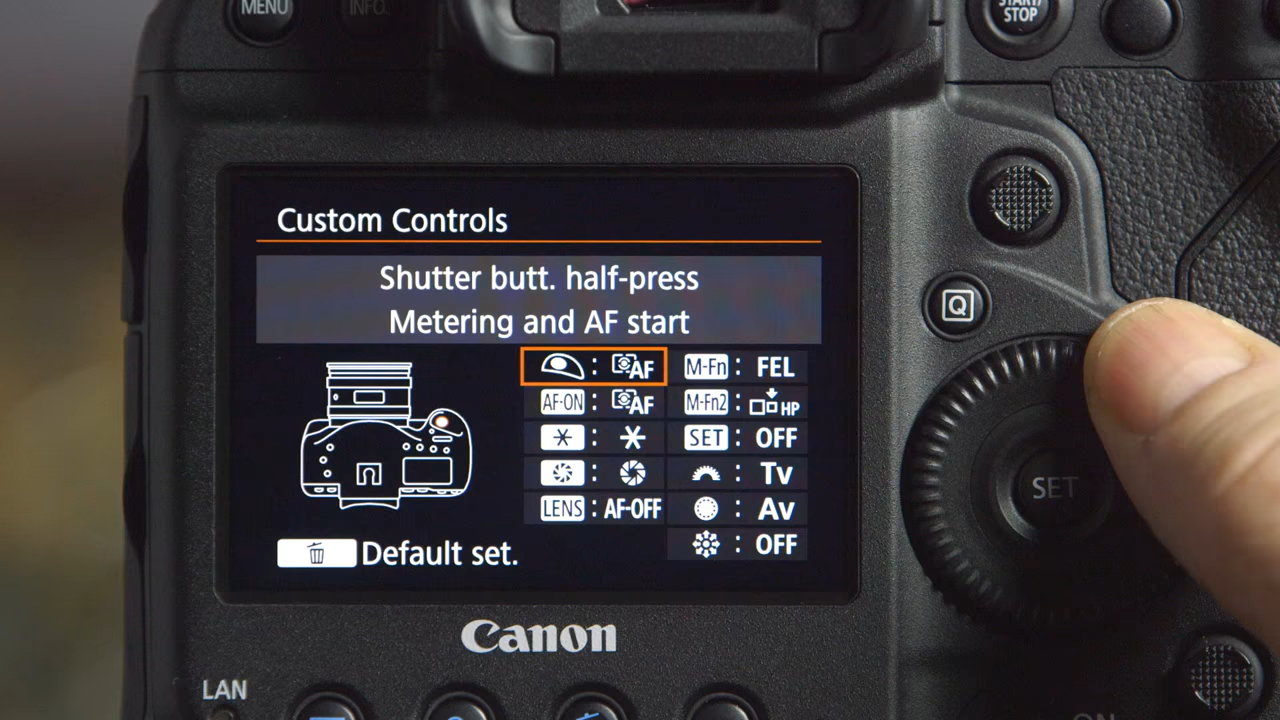 MENU
INFO.
START/
STOP
Custom Controls
Shutter butt. half-press
Metering and AF start
: AF
AF-ON : AF
:
:
LENS : AF-OFF
M-Fn : FEL
M-Fn2 : HP
SET : OFF
: Tv
: Av
: OFF
Default set.
Q
SET
Canon
LAN
ON